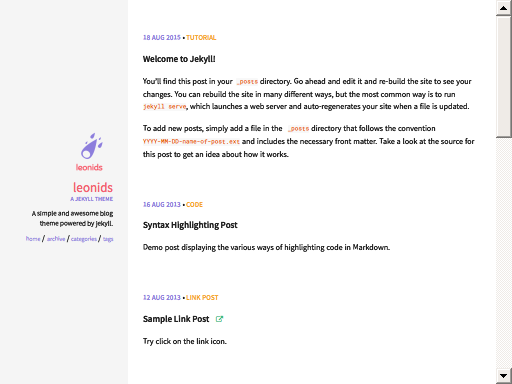 leonids
leonids
A JEKYLL THEME
A simple and awesome blog
theme powered by jekyll.
home / archive / categories / tags
18 AUG 2015 • TUTORIAL
Welcome to Jekyll!
You'll find this post in your _posts directory. Go ahead and edit it and re-build the site to see your
changes. You can rebuild the site in many different ways, but the most common way is to run
jekyll serve, which launches a web server and auto-regenerates your site when a file is updated.
To add new posts, simply add a file in the _posts directory that follows the convention
YYYY-MM-DD-name-of-post.ext and includes the necessary front matter. Take a look at the source for
this post to get an idea about how it works.
16 AUG 2013 • CODE
Syntax Highlighting Post
Demo post displaying the various ways of highlighting code in Markdown.
12 AUG 2013 • LINK POST
Sample Link Post
Try click on the link icon.